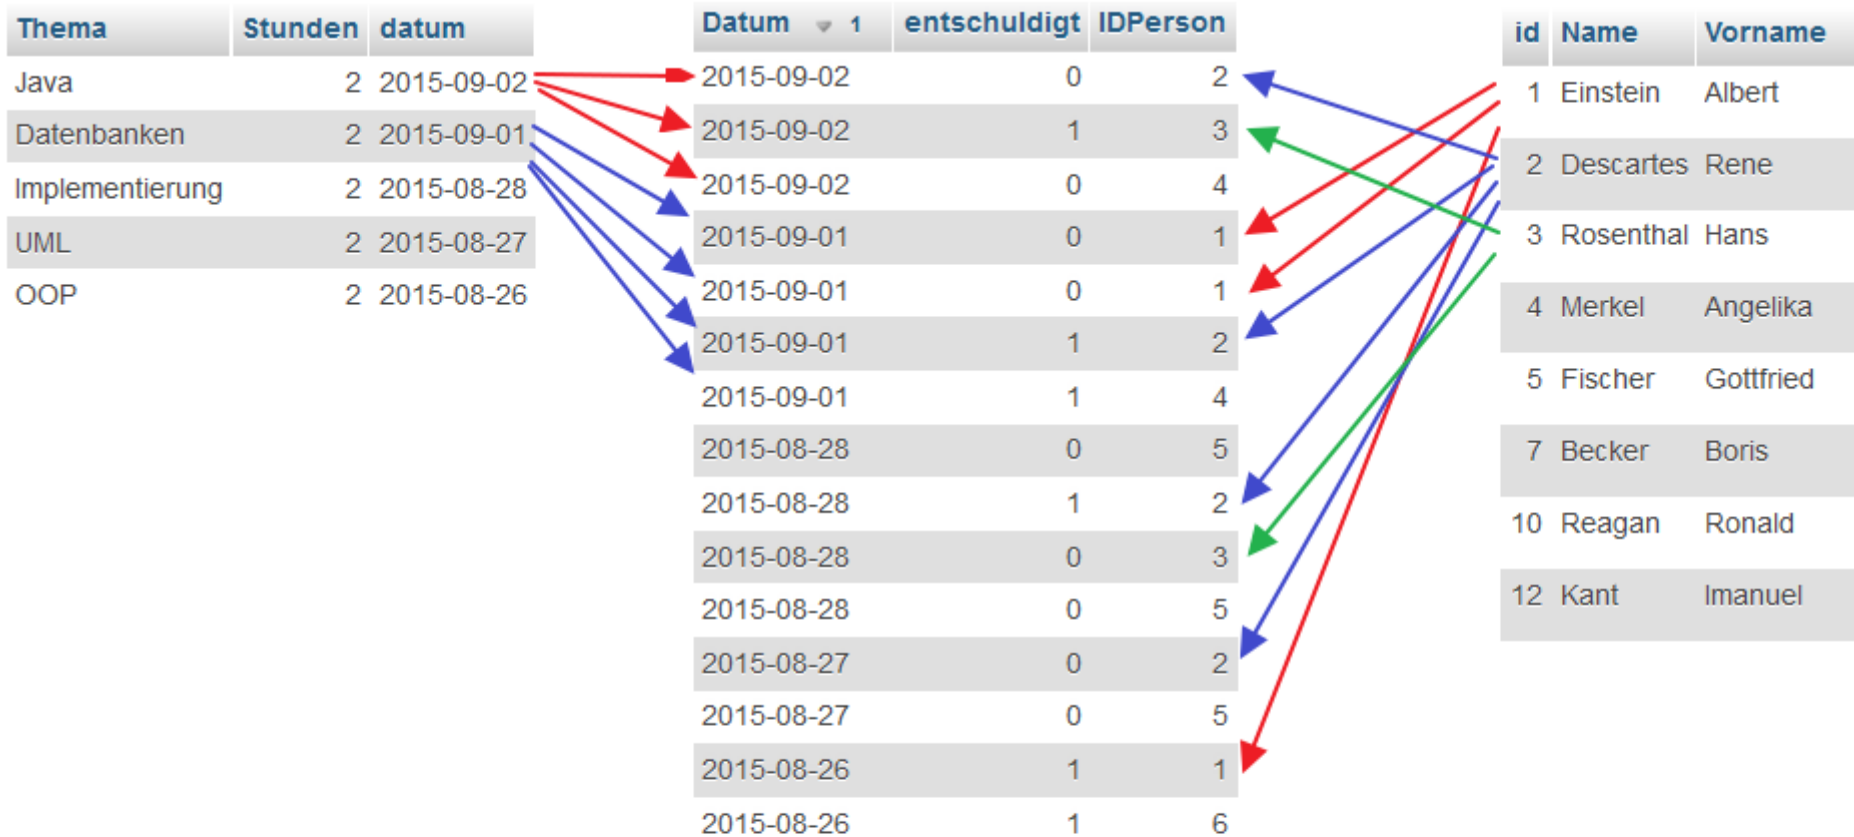 Thema Stunden datum
Java 2 2015-09-02
Datenbanken 2 2015-09-01
Implementierung 2 2015-08-28
UML 2 2015-08-27
OOP 2 2015-08-26
Datum 1 entschuldigt IDPerson
2015-09-02 0 2
2015-09-02 1 3
2015-09-02 0 4
2015-09-01 0 1
2015-09-01 0 1
2015-09-01 1 2
2015-09-01 1 4
2015-08-28 0 5
2015-08-28 1 2
2015-08-28 0 3
2015-08-28 0 5
2015-08-27 0 2
2015-08-27 0 5
2015-08-26 1 1
2015-08-26 1 6
id Name Vorname
1 Einstein Albert
2 Descartes Rene
3 Rosenthal Hans
4 Merkel Angelika
5 Fischer Gottfried
7 Becker Boris
10 Reagan Ronald
12 Kant Imanuel